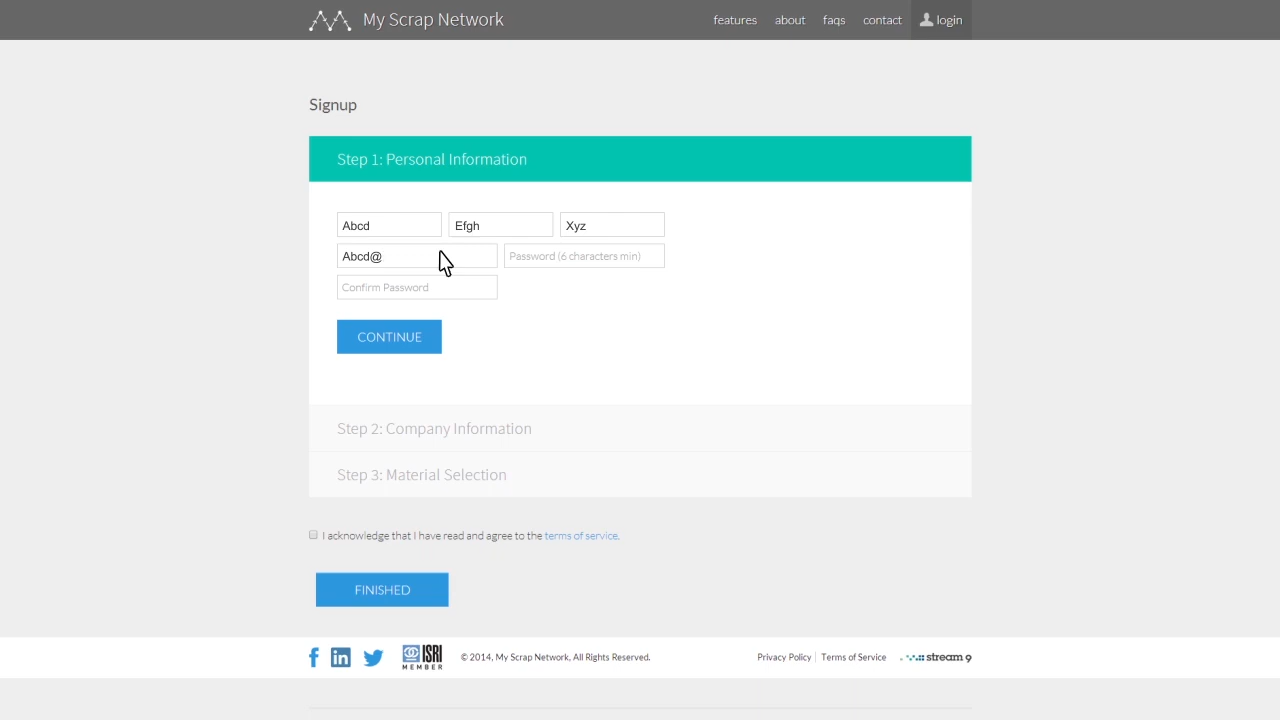 My Scrap Network features about faqs contact login
Signup
Step 1: Personal Information
Abcd Efgh Xyz
Abcd@ Password (6 characters min)
Confirm Password
CONTINUE
Step 2: Company Information
Step 3: Material Selection
I acknowledge that I have read and agree to the terms of service.
FINISHED
f in ISRI MEMBER © 2014, My Scrap Network, All Rights Reserved. Privacy Policy Terms of Service stream 9